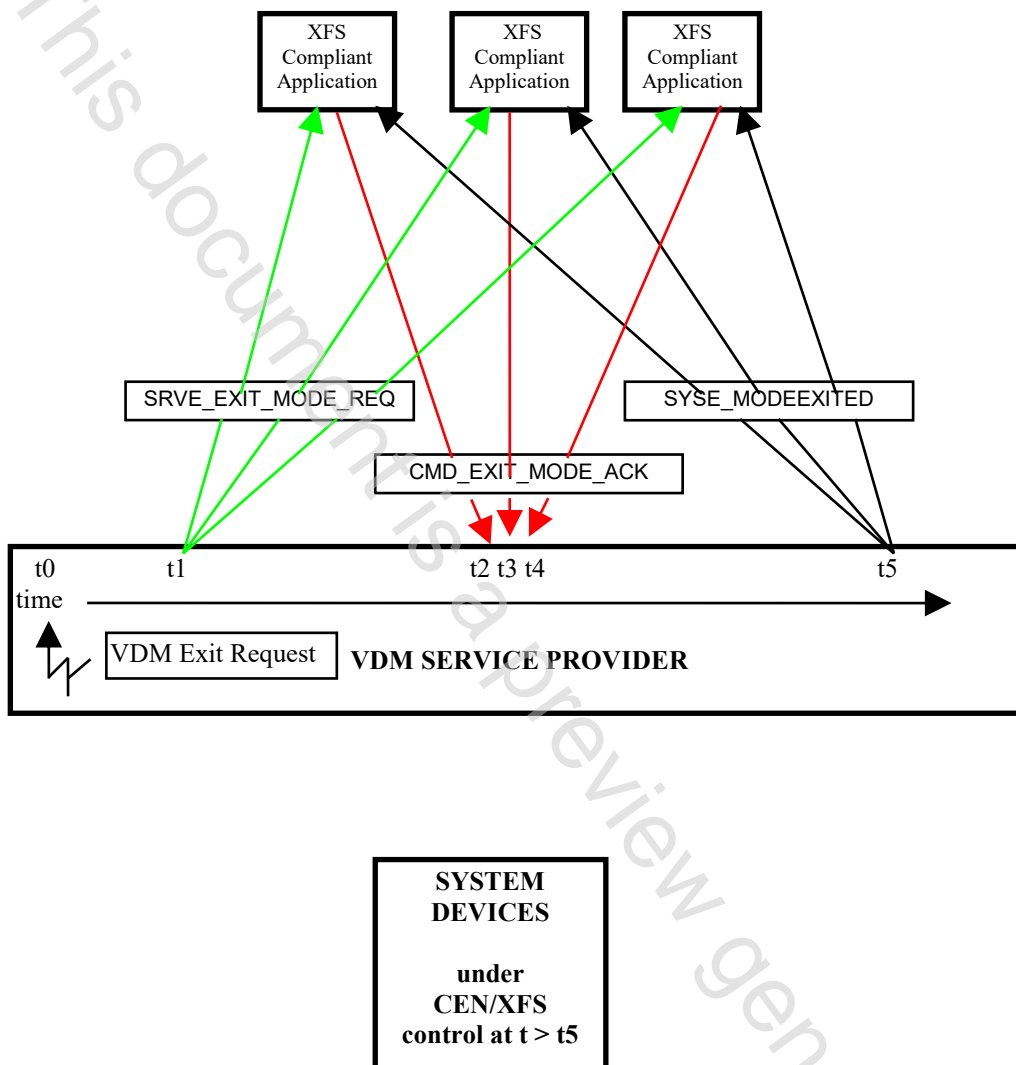 XFS
Compliant
Application
XFS
Compliant
Application
XFS
Compliant
Application
SRVE_EXIT_MODE_REQ
SYSE_MODEEXITED
CMD_EXIT_MODE_ACK
t0
t1
t2 t3 t4
t5
time
VDM Exit Request
VDM SERVICE PROVIDER
SYSTEM
DEVICES
under
CEN/XFS
control at t > t5
This document is a preview gen